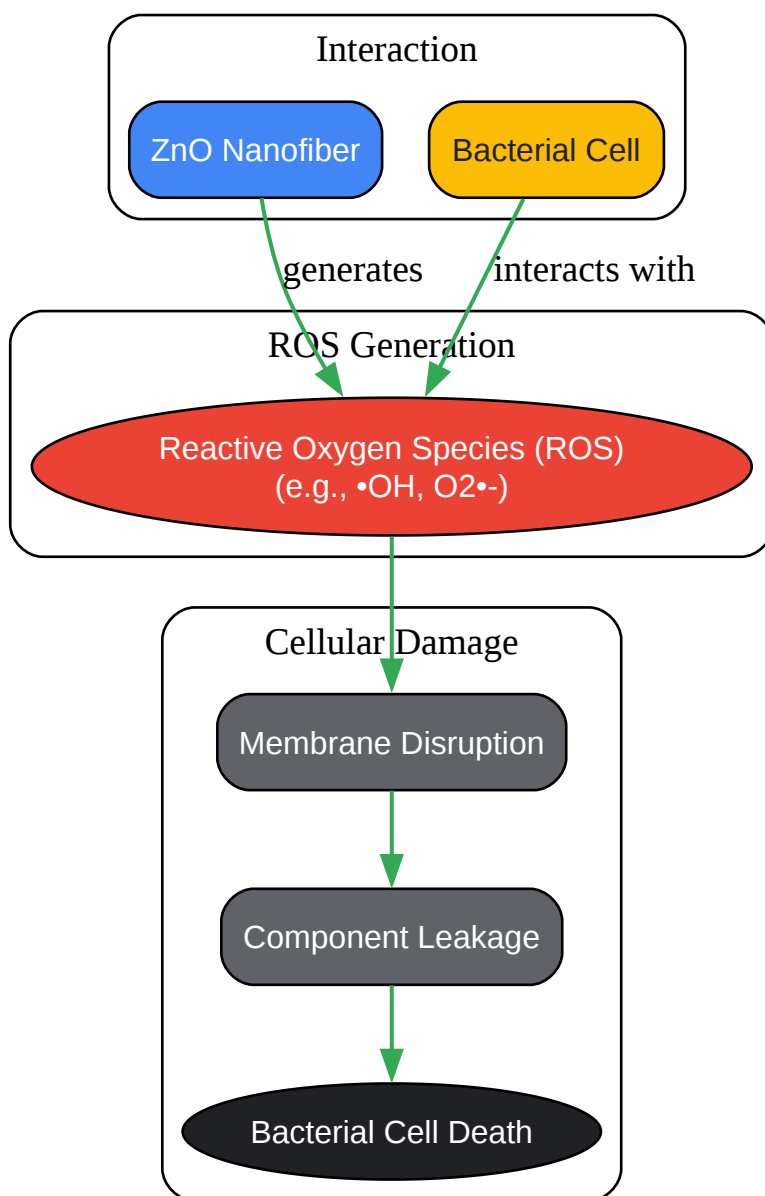 Interaction
ZnO Nanofiber
Bacterial Cell
generates
interacts with
ROS Generation
Reactive Oxygen Species (ROS)
(e.g., •OH, O2•-)
Cellular Damage
Membrane Disruption
Component Leakage
Bacterial Cell Death